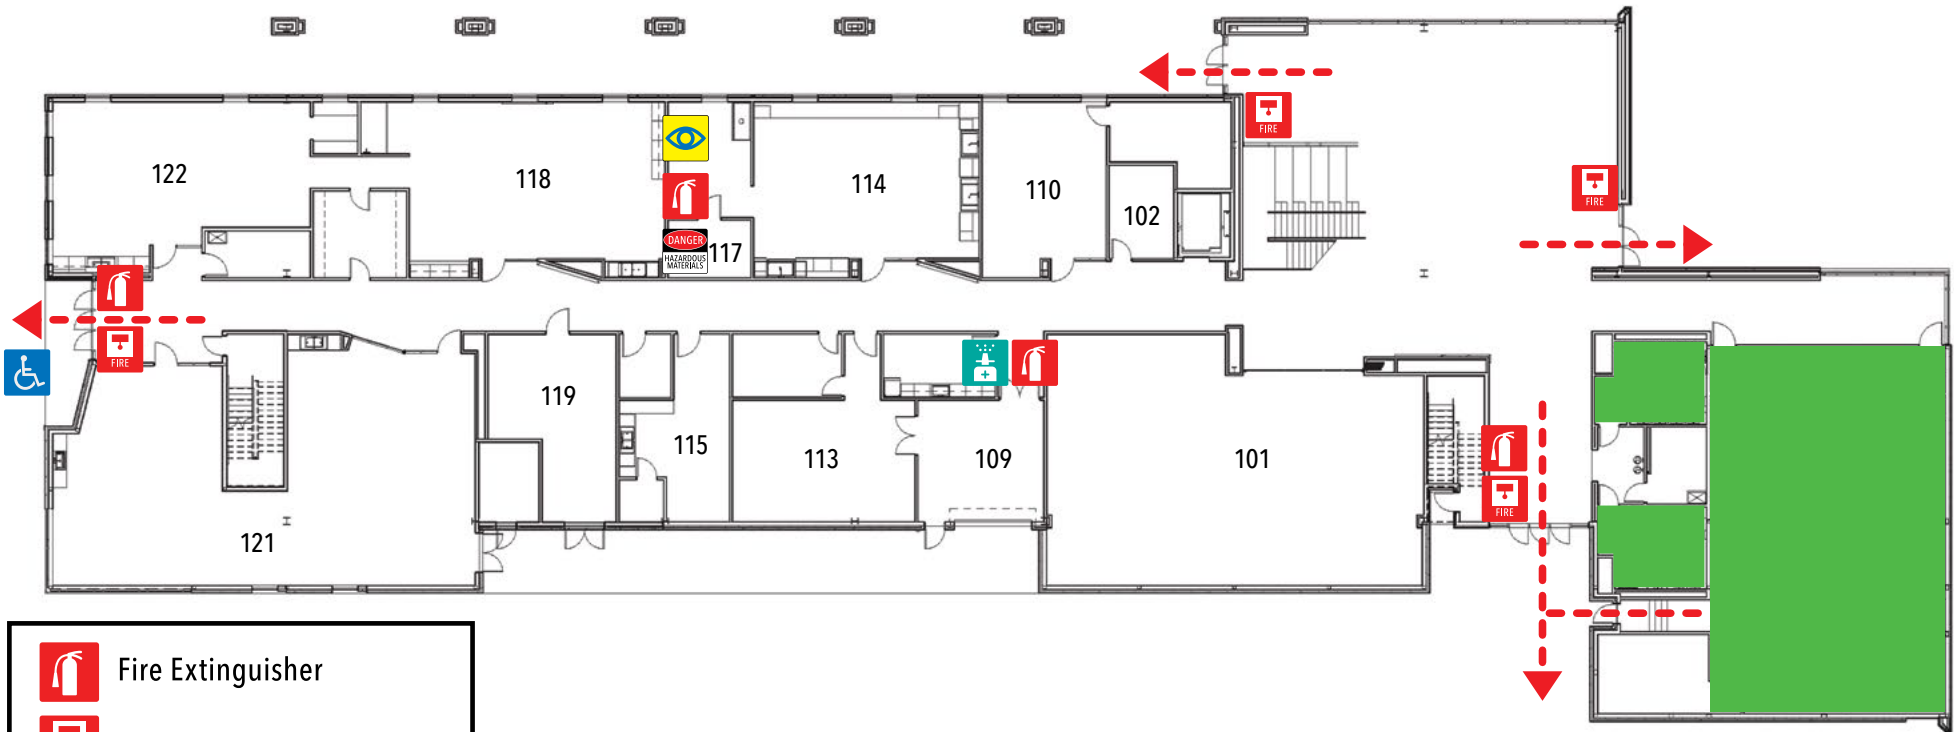 FIRE
FIRE
122
118
114
110
102
DANGER
HAZARDOUS
MATERIALS
117
FIRE
119
115
113
109
101
FIRE
121
Fire Extinguisher